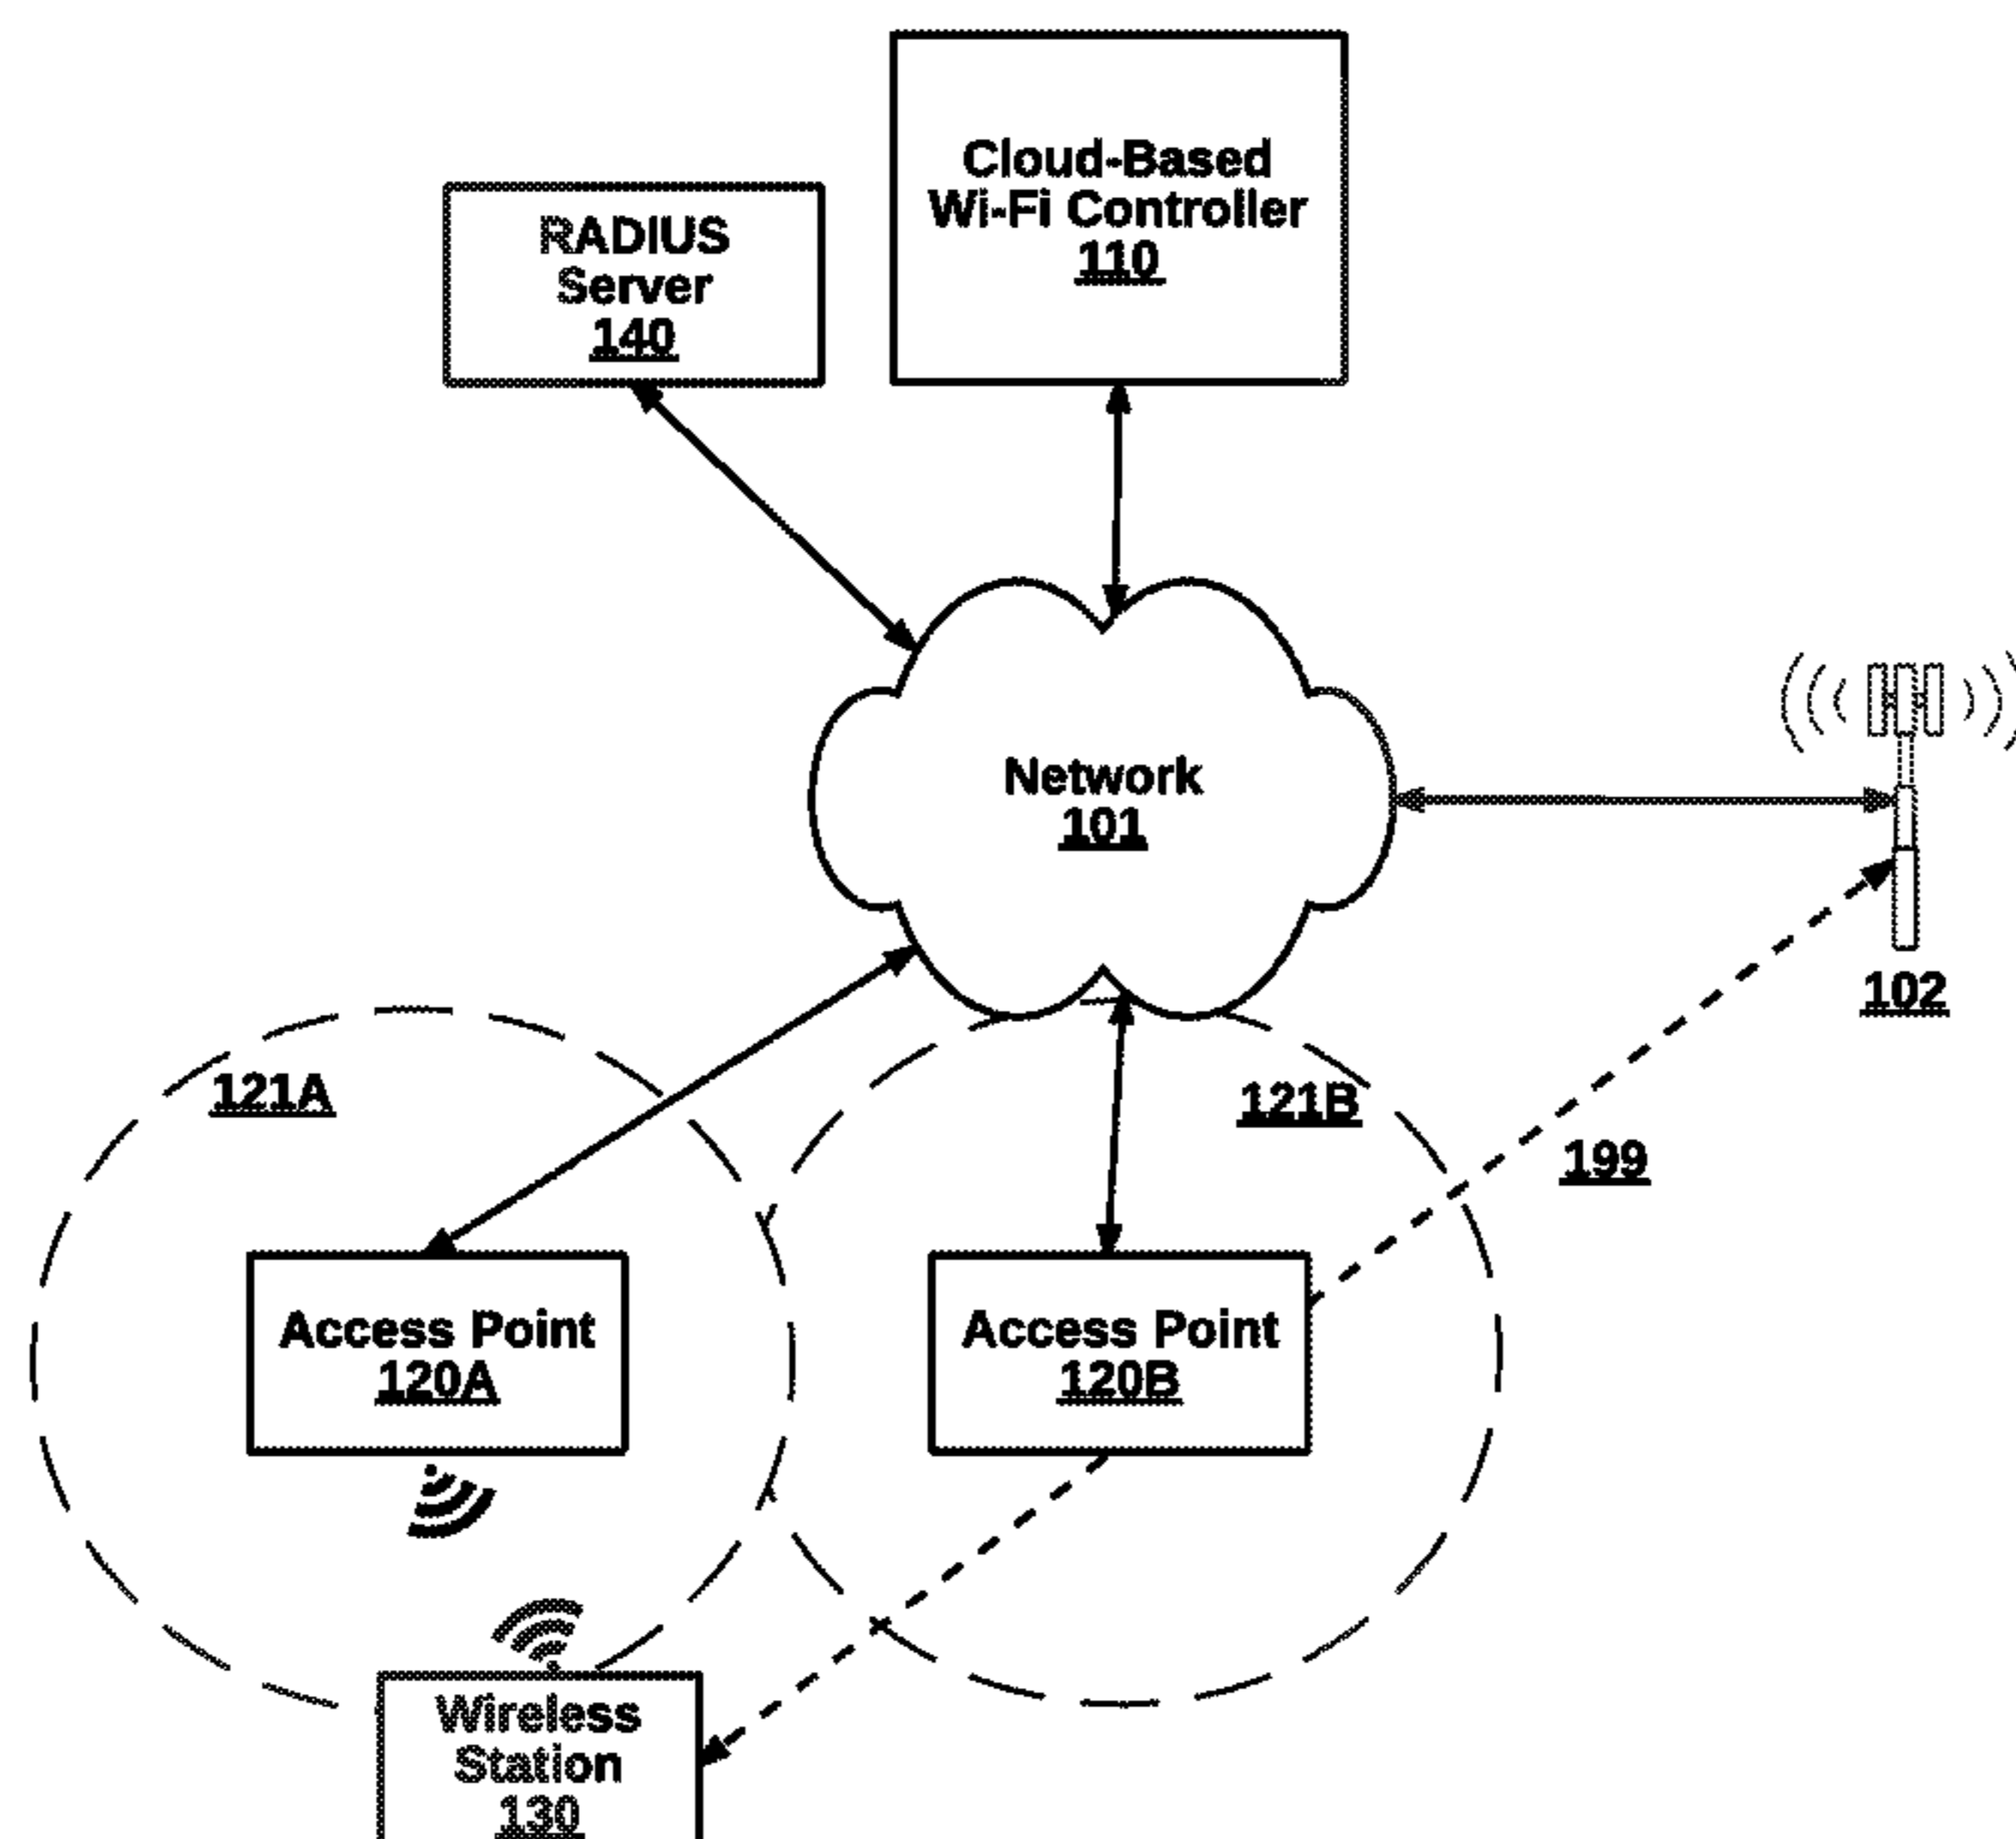 Cloud-Based
Wi-Fi Controller
110
RADIUS
Server
140
Network
101
102
121A
121B
199
Access Point
120A
Access Point
120B
Wireless
Station
130